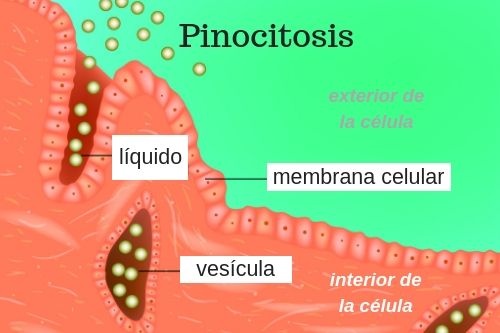 Pinocitosis
exterior de
la célula
líquido
membrana celular
vesícula
interior de
la célula